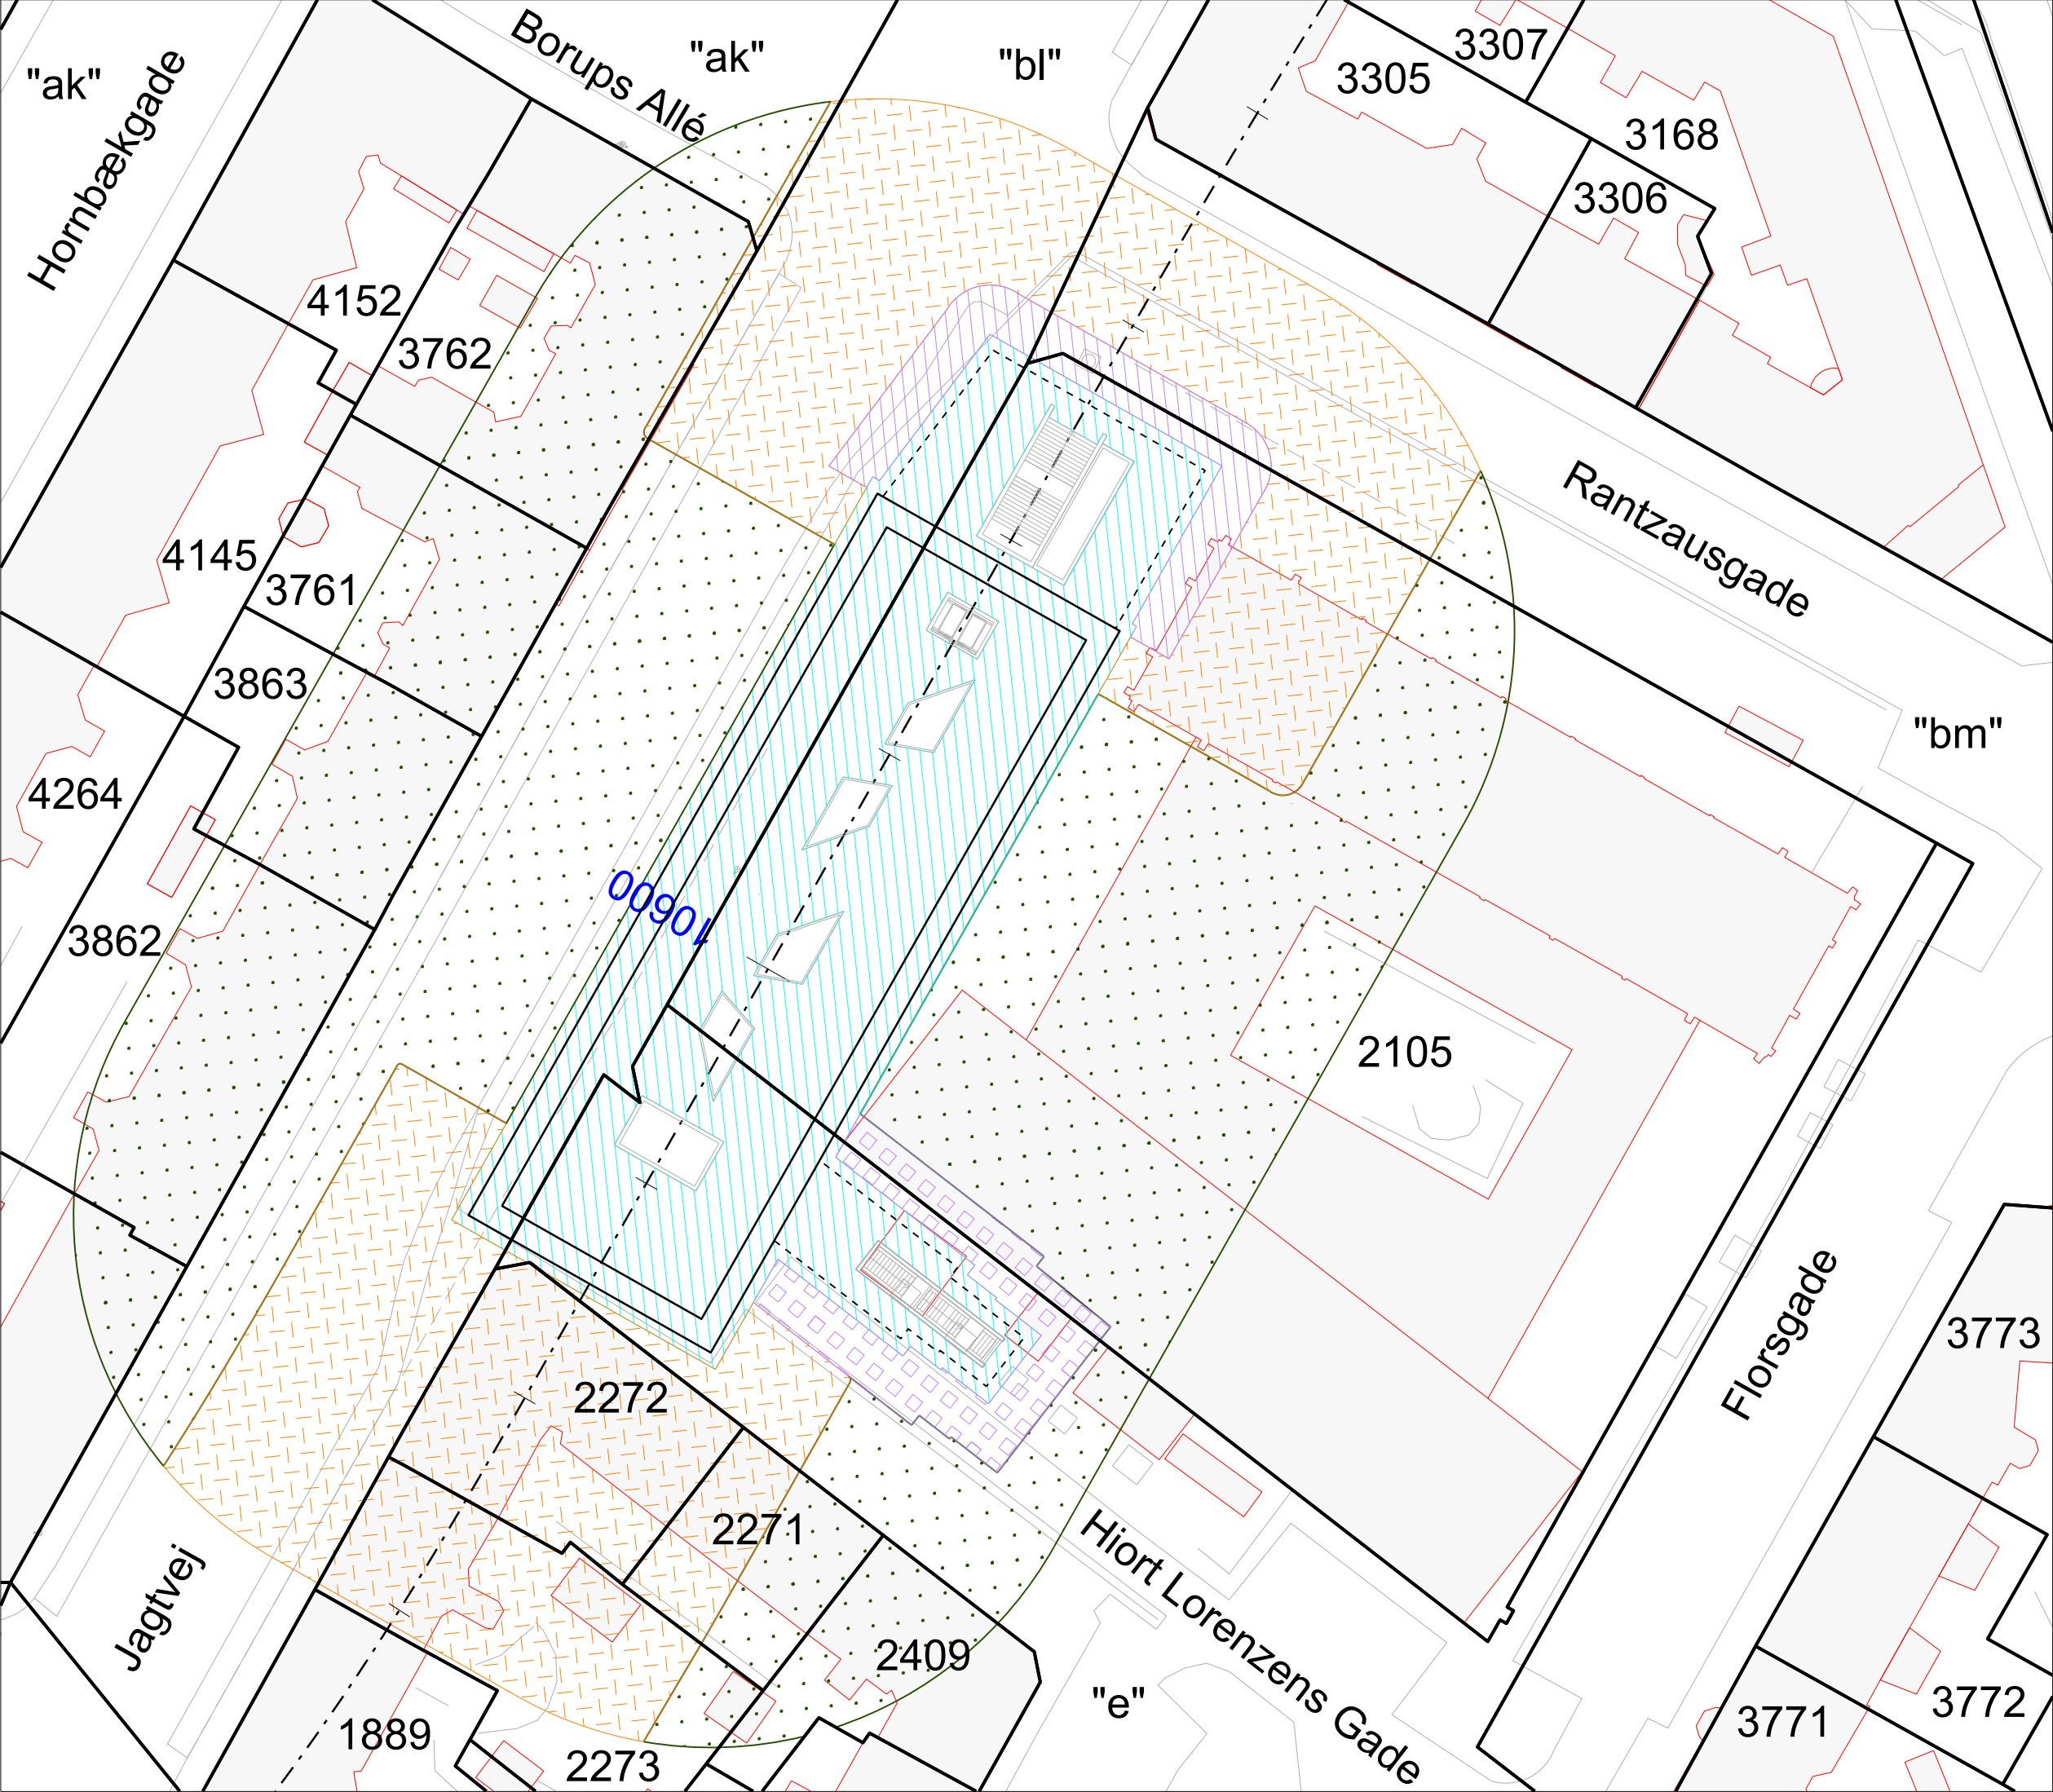 Borups Allé
"ak"
"bl"
3307
3305
"ak"
Hornbækgade
3168
3306
4152
3762
Rantzausgade
4145
3761
3863
"bm"
4264
10600
3862
2105
Florsgade
3773
2272
2271
Hiort Lorenzens Gade
Jagtvej
2409
"e"
3772
3771
1889
2273